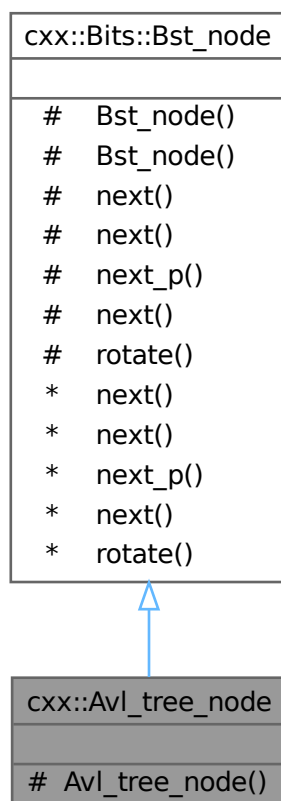 cxx::Bits::Bst_node
# Bst_node()
# Bst_node()
# next()
# next()
# next_p()
# next()
# rotate()
* next()
* next()
* next_p()
* next()
* rotate()
cxx::Avl_tree_node
# Avl_tree_node()